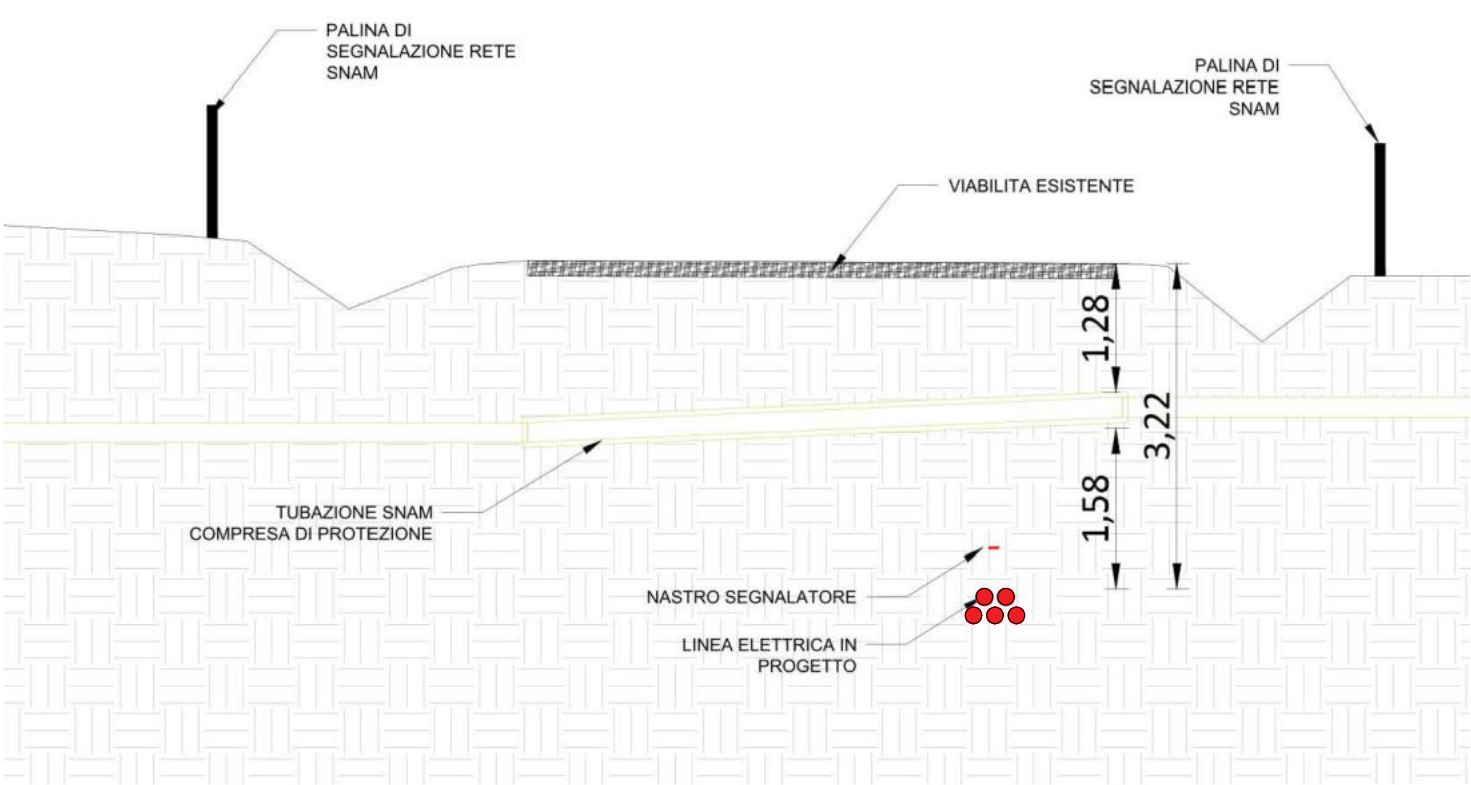 PALINA DI
SEGNALAZIONE RETE
SNAM
PALINA DI
SEGNALAZIONE RETE
SNAM
VIABILITA ESISTENTE
1,28
3,22
1,58
TUBAZIONE SNAM
COMPRESA DI PROTEZIONE
NASTRO SEGNALATORE
LINEA ELETTRICA IN
PROGETTO